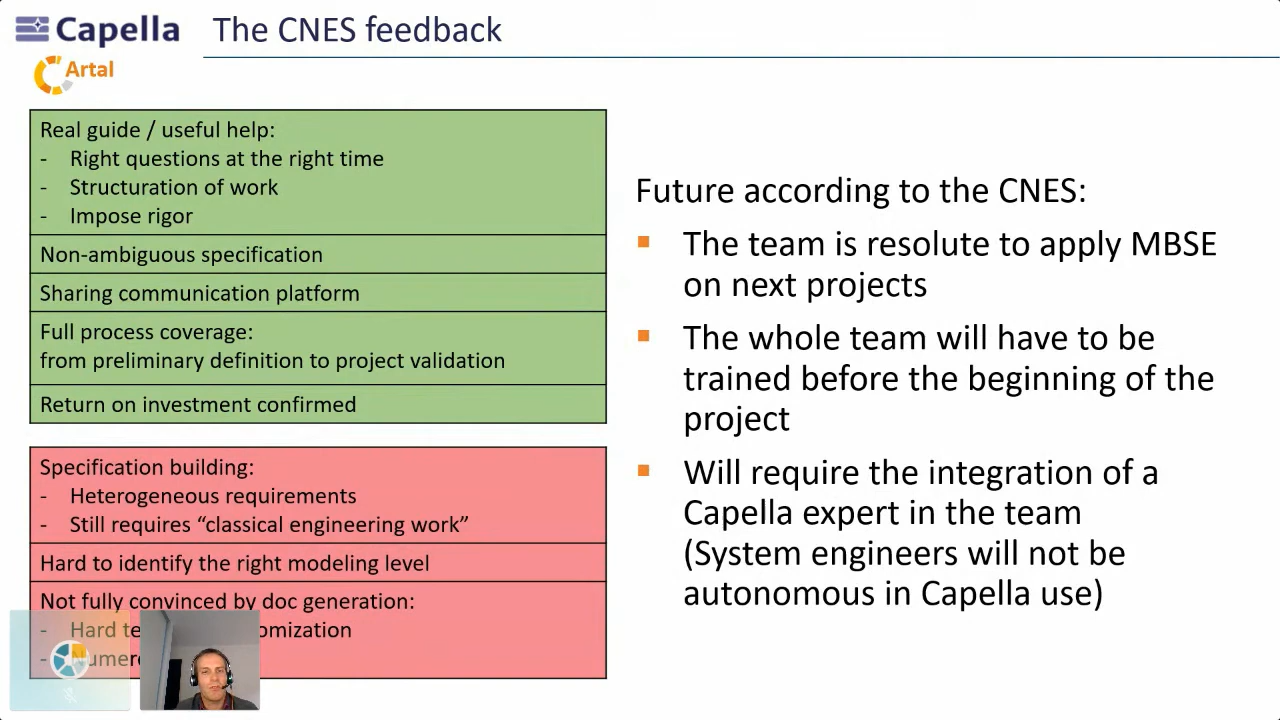 Capella
The CNES feedback
Artal
Real guide / useful help:
- Right questions at the right time
- Structuration of work
- Impose rigor
Non-ambiguous specification
Sharing communication platform
Full process coverage:
from preliminary definition to project validation
Return on investment confirmed
Specification building:
- Heterogeneous requirements
- Still requires “classical engineering work”
Hard to identify the right modeling level
Not fully convinced by doc generation:
- Hard
-
Future according to the CNES:
The team is resolute to apply MBSE
on next projects
The whole team will have to be
trained before the beginning of the
project
Will require the integration of a
Capella expert in the team
(System engineers will not be
autonomous in Capella use)